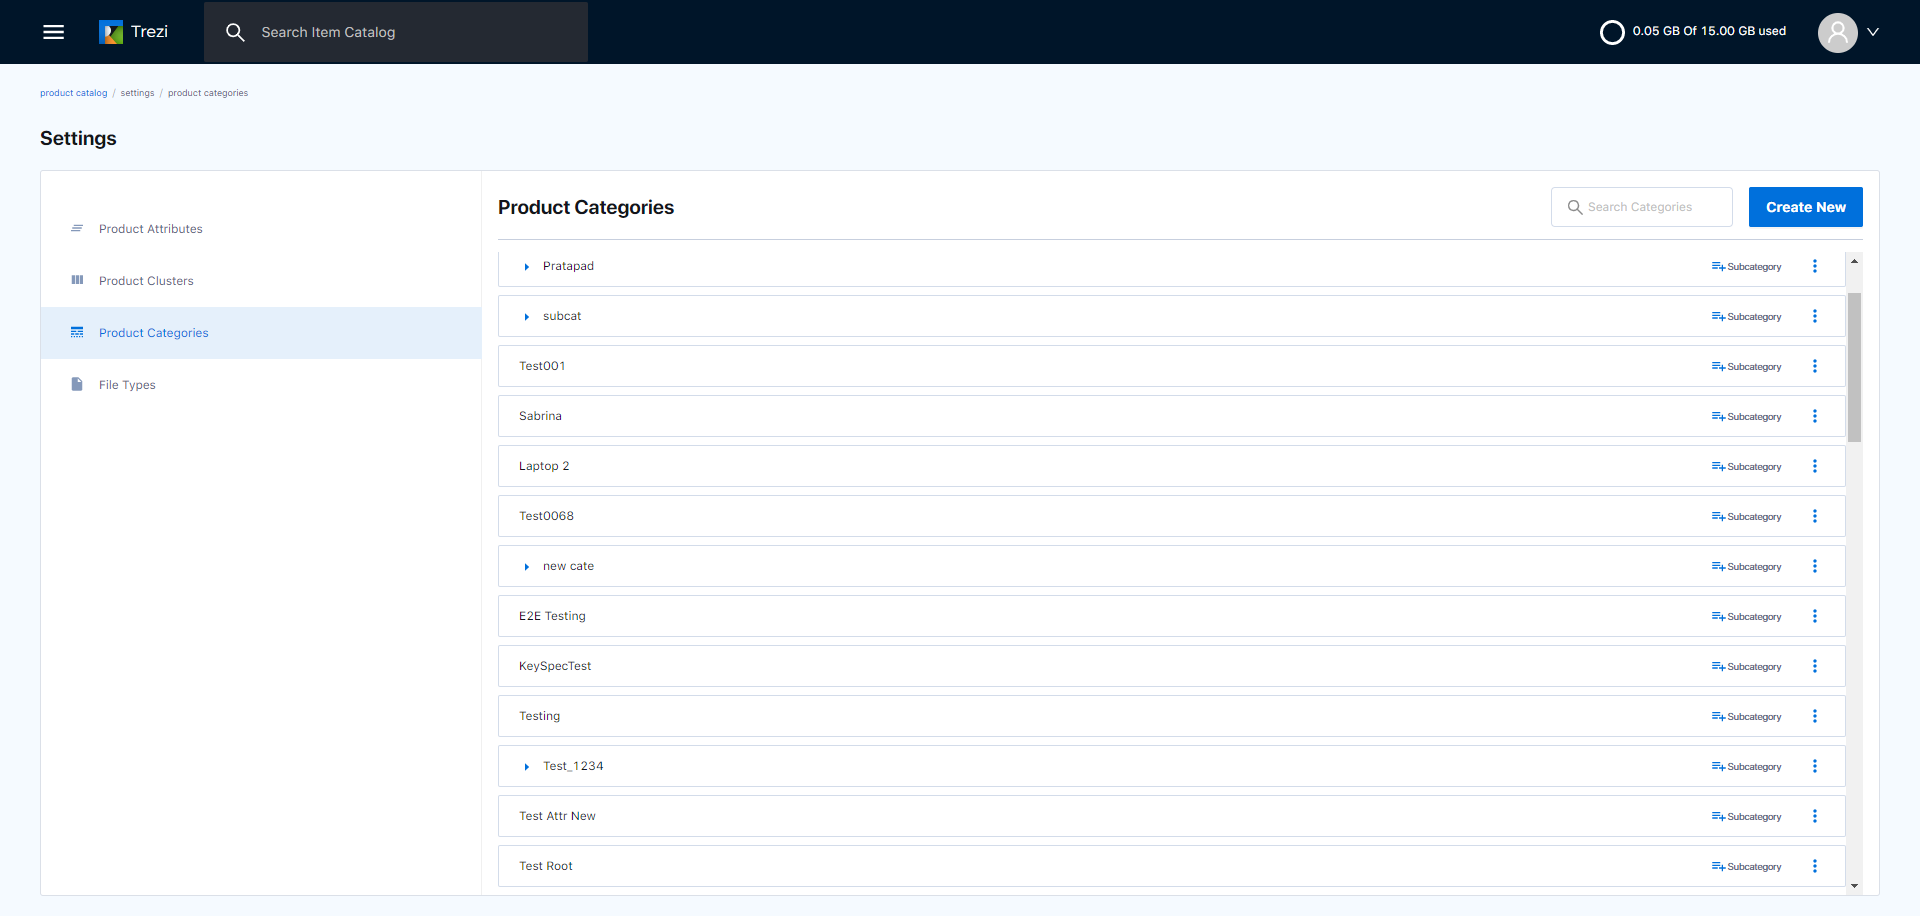 Trezi
Search Item Catalog
0.05 GB Of 15.00 GB used
product catalog / settings / product categories
Settings
Product Attributes
Product Clusters
Product Categories
File Types
Product Categories
Search Categories
Create New
Pratapad
Subcategory
subcat
Subcategory
Test001
Subcategory
Sabrina
Subcategory
Laptop 2
Subcategory
Test0068
Subcategory
new cate
Subcategory
E2E Testing
Subcategory
KeySpecTest
Subcategory
Testing
Subcategory
Test_1234
Subcategory
Test Attr New
Subcategory
Test Root
Subcategory